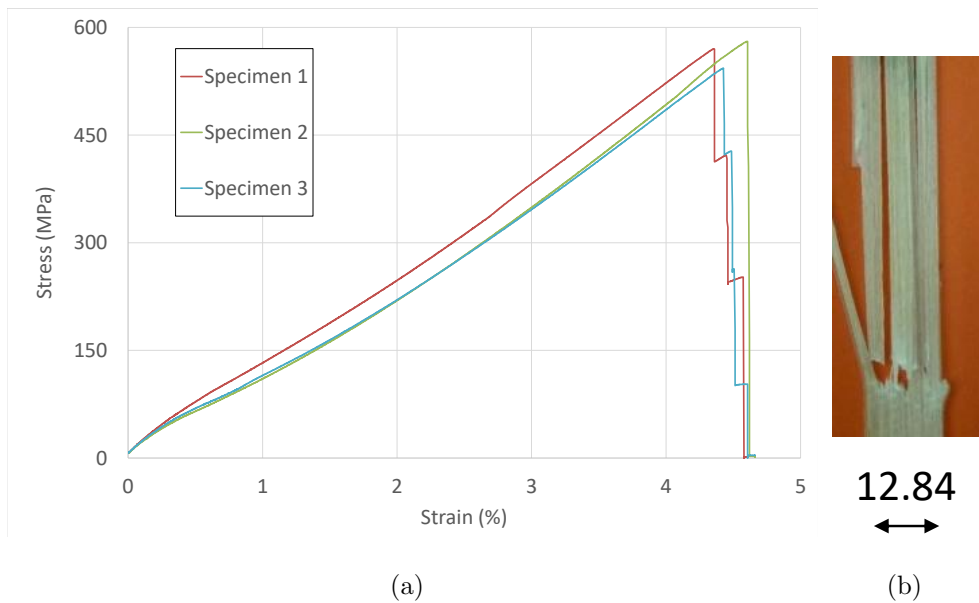 600
450
300
150
0
Stress (MPa)
Specimen 1
Specimen 2
Specimen 3
0 1 2 3 4 5
Strain (%)
12.84
(a) (b)